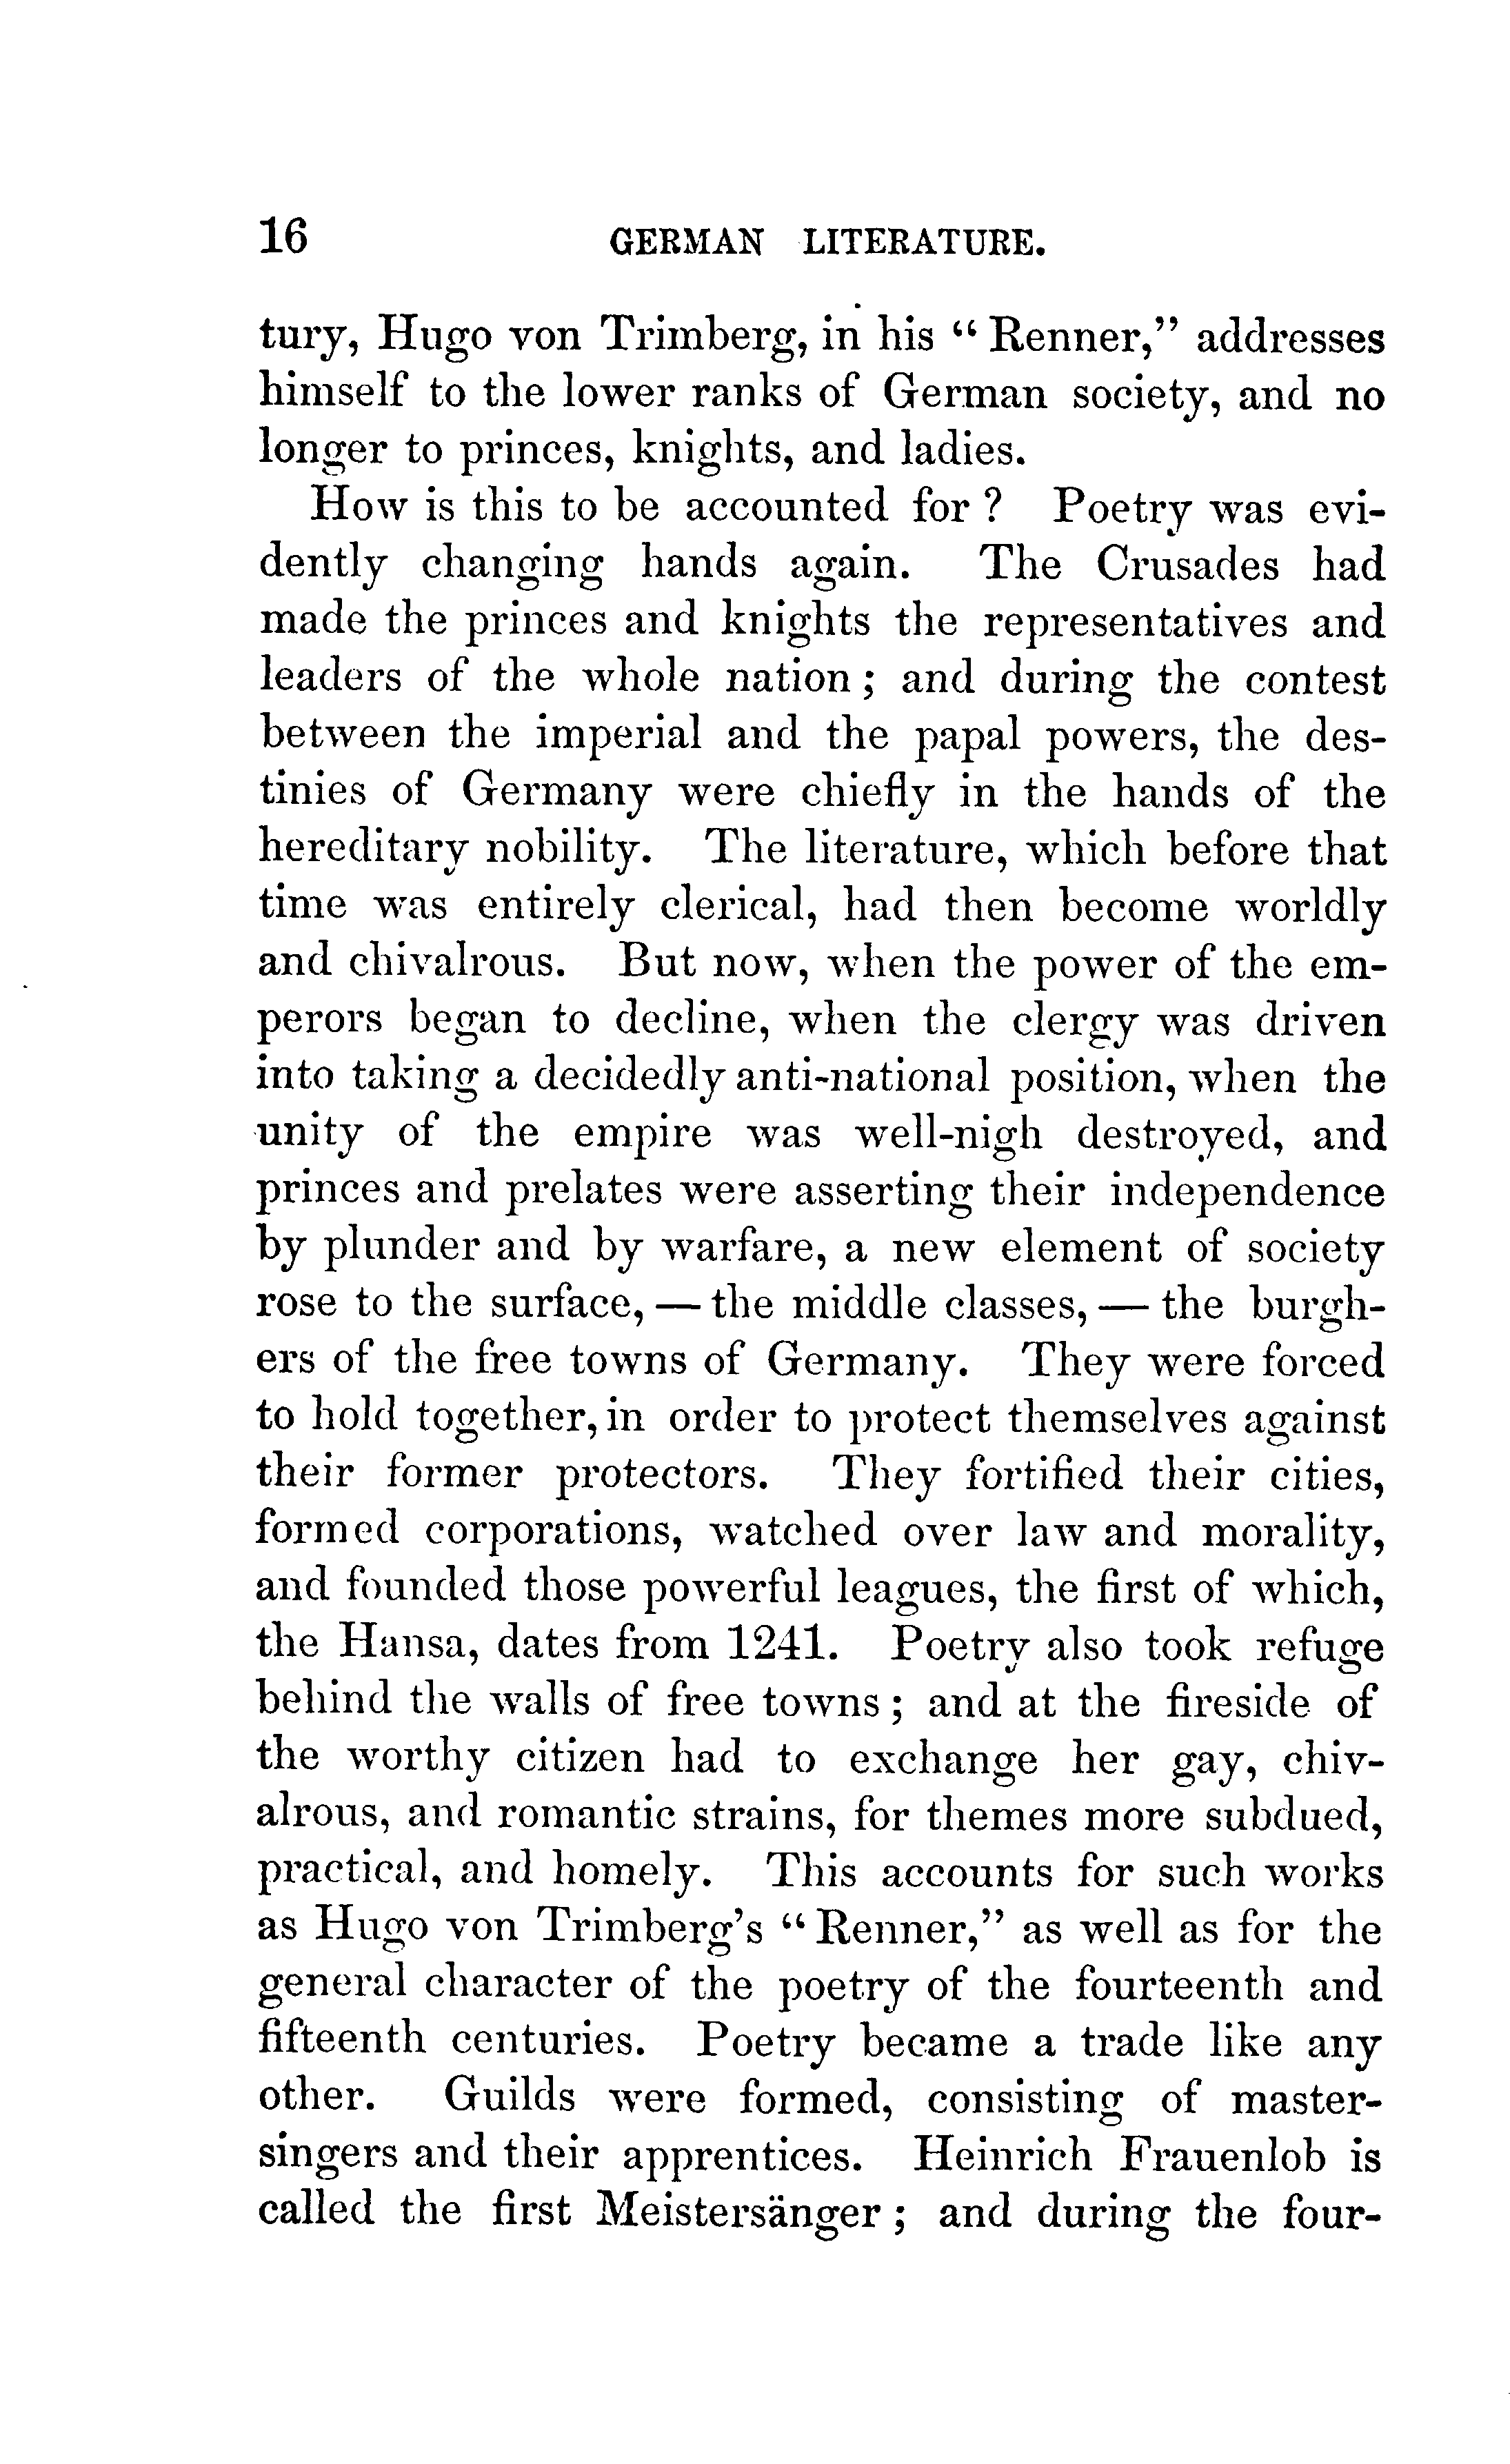 16 GERMAN LITERATURE.
tury, Hugo von Trimberg, in his “ Renner,” addresses
himself to the lower ranks of German society, and no
longer to princes, knights, and ladies.
How is this to be accounted for ? Poetry was evi-
dently changing hands again. The Crusades had
made the princes and knights the representatives and
leaders of the whole nation ; and during the contest
between the imperial and the papal powers, the des-
tinies of Germany were chiefly in the hands of the
hereditary nobility. The literature, which before that
time was entirely clerical, had then become worldly
and chivalrous. But now, when the power of the em-
perors began to decline, when the clergy was driven
into taking a decidedly anti-national position, when the
unity of the empire was well-nigh destroyed, and
princes and prelates were asserting their independence
by plunder and by warfare, a new element of society
rose to the surface, — the middle classes, — the burgh-
ers of the free towns of Germany. They were forced
to hold together, in order to protect themselves against
their former protectors. They fortified their cities,
formed corporations, watched over law and morality,
and founded those powerful leagues, the first of which,
the Hansa, dates from 1241. Poetry also took refuge
behind the walls of free towns ; and at the fireside of
the worthy citizen had to exchange her gay, chiv-
alrous, and romantic strains, for themes more subdued,
practical, and homely. This accounts for such works
as Hugo von Trimberg’s “ Renner,” as well as for the
general character of the poetry of the fourteenth and
fifteenth centuries. Poetry became a trade like any
other. Guilds were formed, consisting of master-
singers and their apprentices. Heinrich Frauenlob is
called the first Meistersänger ; and during the four-